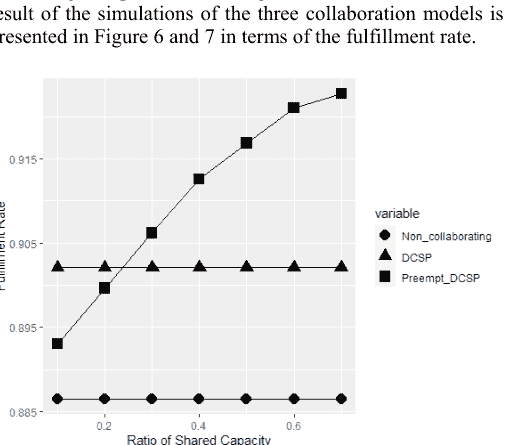 esult of the simulations of the three collaboration models is
resented in Figure 6 and 7 in terms of the fulfillment rate.
0.915
0.905
0.895
0.885
0.2
0.4
0.6
Ratio of Shared Capacity
variable
Non_collaborating
DCSP
Preempt_DCSP